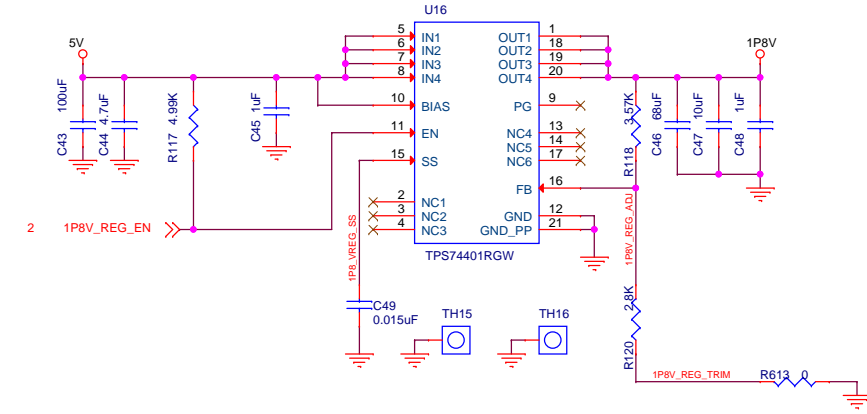 U16
5V
1P8V
5 IN1 OUT1 1
6 IN2 OUT2 18
7 IN3 OUT3 19
8 IN4 OUT4 20
10 BIAS PG 9
11 EN NC4 13
NC5 14
15 SS NC6 17
FB 16
2 NC1
3 NC2 GND 12
4 NC3 GND_PP 21
TPS74401RGW
C43 100uF
C44 4.7uF
R117 4.99K
C45 1uF
R118 3.57K
C46 68uF
C47 10uF
C48 1uF
2 1P8V_REG_EN
1P8_VREG_SS
1P8V_REG_ADJ
C49
0.015uF
TH15
TH16
R120 2.8K
1P8V_REG_TRIM
R613 0